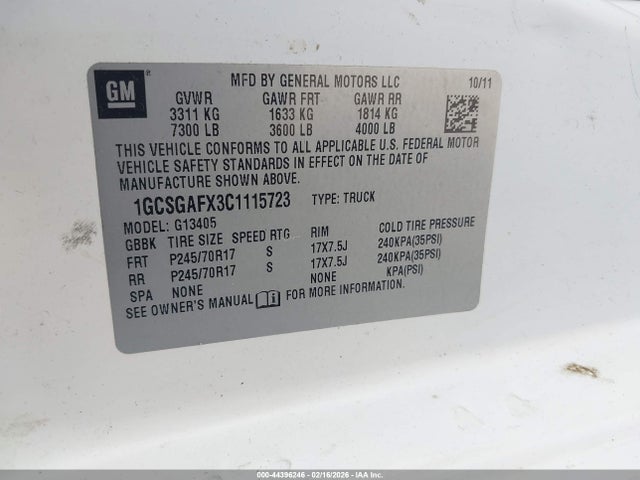 GM
MFD BY GENERAL MOTORS LLC 10/11
GVWR GAWR FRT GAWR RR
3311 KG 1633 KG 1814 KG
7300 LB 3600 LB 4000 LB
THIS VEHICLE CONFORMS TO ALL APPLICABLE U.S. FEDERAL MOTOR
VEHICLE SAFETY STANDARDS IN EFFECT ON THE DATE OF
MANUFACTURE SHOWN ABOVE.
1GCSGAFX3C1115723 TYPE: TRUCK
MODEL: G13405
GBBK TIRE SIZE SPEED RTG RIM COLD TIRE PRESSURE
FRT P245/70R17 S 17X7.5J 240KPA(35PSI)
RR P245/70R17 S 17X7.5J 240KPA(35PSI)
SPA NONE NONE KPA(PSI)
SEE OWNER'S MANUAL FOR MORE INFORMATION.
000-44396246 - 02/16/2026 - IAA